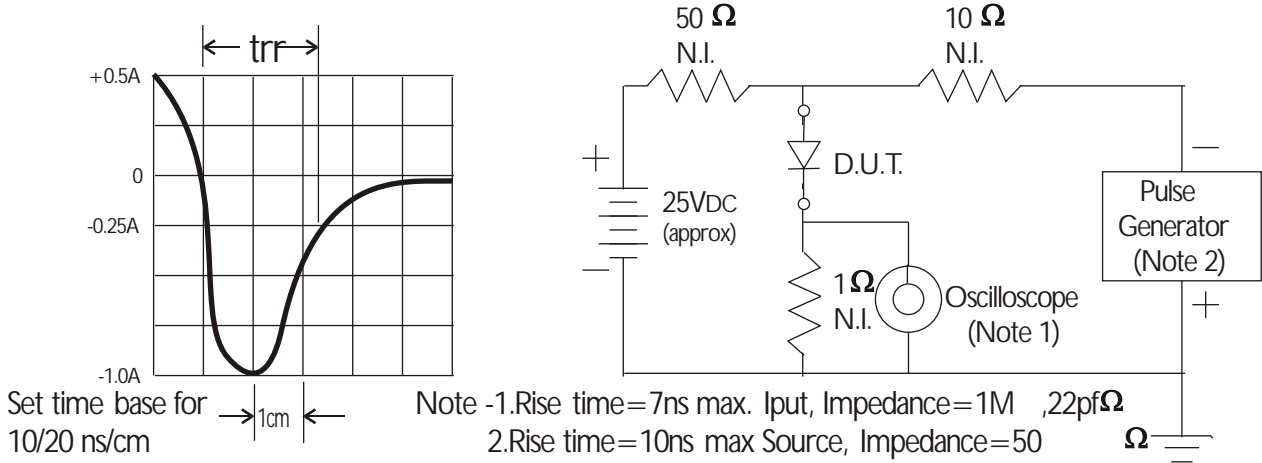 trr
+0.5A
0
-0.25A
-1.0A
1cm
Set time base for
10/20 ns/cm
50 Ω
N.I.
10 Ω
N.I.
+
25VDC
(approx)
−
D.U.T.
1Ω
N.I.
Oscilloscope
(Note 1)
−
Pulse
Generator
(Note 2)
+
Note -1.Rise time=7ns max. Iput, Impedance=1M ,22pfΩ
2.Rise time=10ns max Source, Impedance=50 Ω